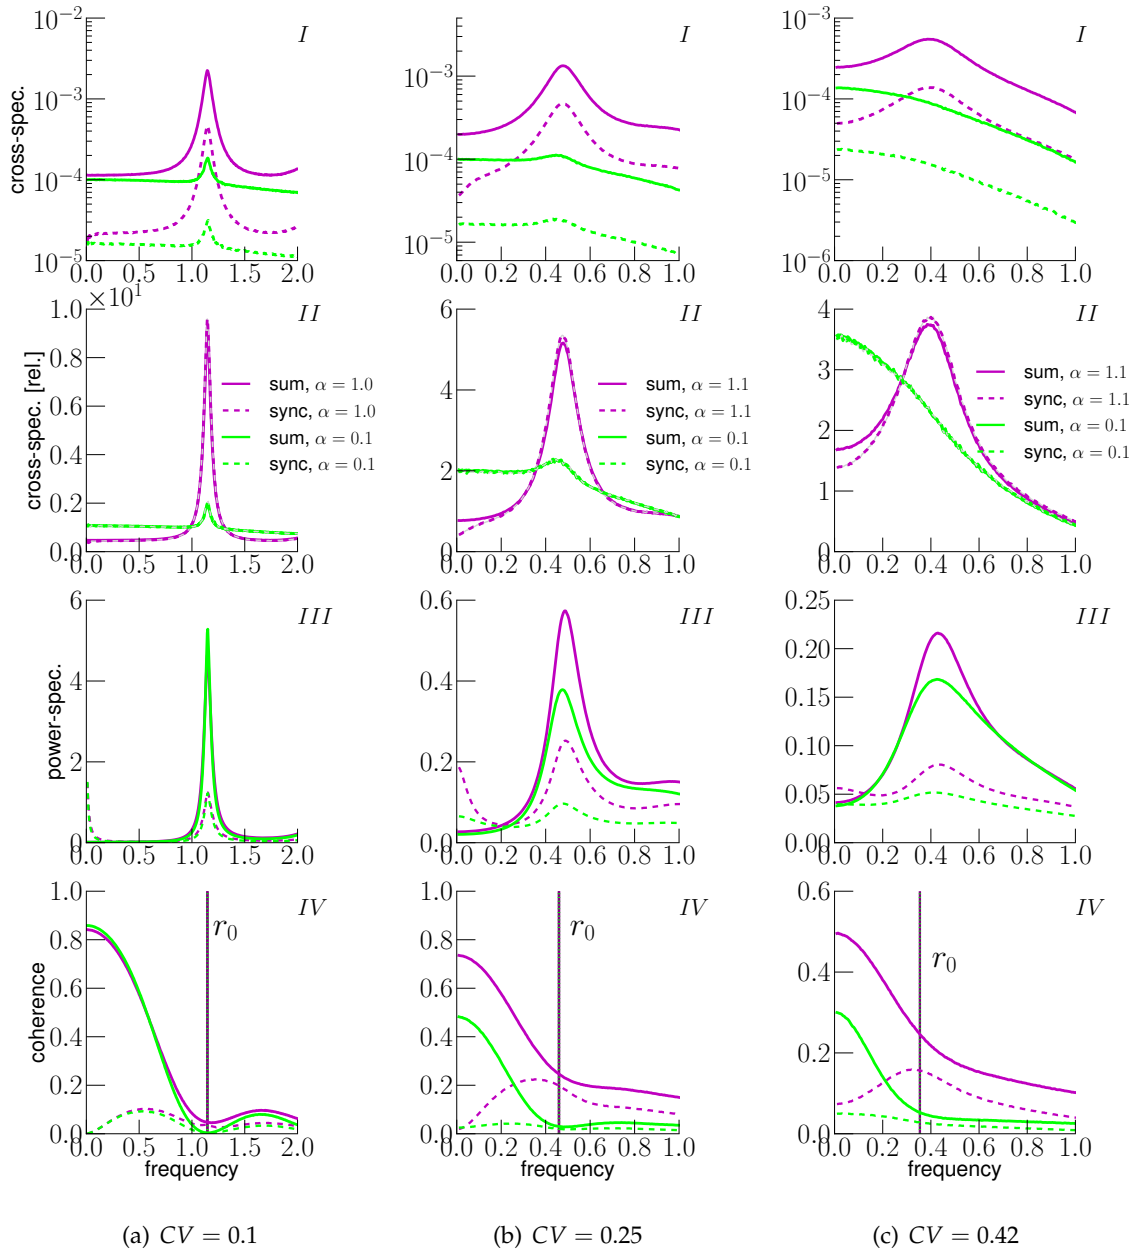 cross-spec.
10⁻²
10⁻³
10⁻⁴
10⁻⁵
0.0 0.5 1.0 1.5 2.0
I
10⁻³
10⁻⁴
10⁻⁵
0.0 0.2 0.4 0.6 0.8 1.0
I
10⁻³
10⁻⁴
10⁻⁵
10⁻⁶
0.0 0.2 0.4 0.6 0.8 1.0
I
cross-spec. [rel.]
×10¹
1.0
0.8
0.6
0.4
0.2
0.0
0.0 0.5 1.0 1.5 2.0
II
sum, α = 1.0
sync, α = 1.0
sum, α = 0.1
sync, α = 0.1
6
4
2
0
0.0 0.2 0.4 0.6 0.8 1.0
II
sum, α = 1.1
sync, α = 1.1
sum, α = 0.1
sync, α = 0.1
4
3
2
1
0
0.0 0.2 0.4 0.6 0.8 1.0
II
sum, α = 1.1
sync, α = 1.1
sum, α = 0.1
sync, α = 0.1
power-spec.
6
4
2
0
0.0 0.5 1.0 1.5 2.0
III
0.6
0.4
0.2
0.0
0.0 0.2 0.4 0.6 0.8 1.0
III
0.25
0.20
0.15
0.10
0.05
0.00
0.0 0.2 0.4 0.6 0.8 1.0
III
coherence
1.0
0.8
0.6
0.4
0.2
0.0
0.0 0.5 1.0 1.5 2.0
frequency
IV
r₀
1.0
0.8
0.6
0.4
0.2
0.0
0.0 0.2 0.4 0.6 0.8 1.0
frequency
IV
r₀
0.6
0.4
0.2
0.0
0.0 0.2 0.4 0.6 0.8 1.0
frequency
IV
r₀
(a) CV = 0.1
(b) CV = 0.25
(c) CV = 0.42